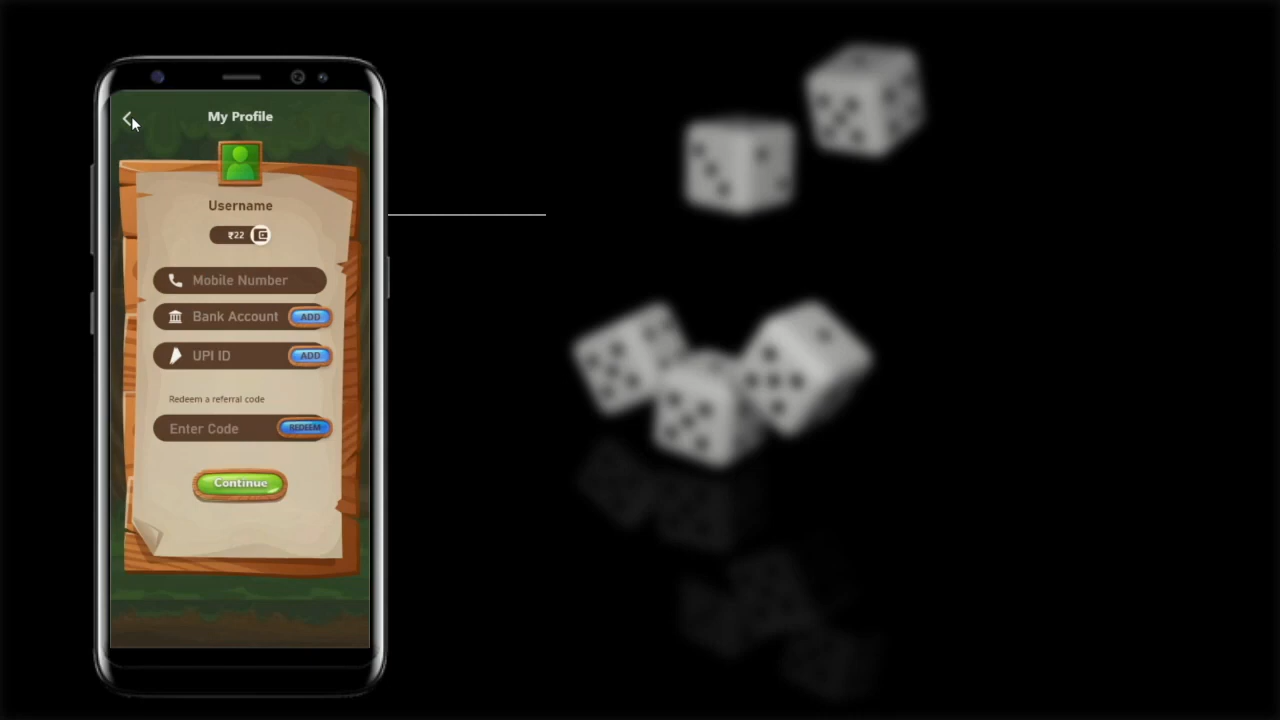 My Profile
Username
₹22
Mobile Number
Bank Account ADD
UPI ID ADD
Redeem a referral code
Enter Code REDEEM
Continue